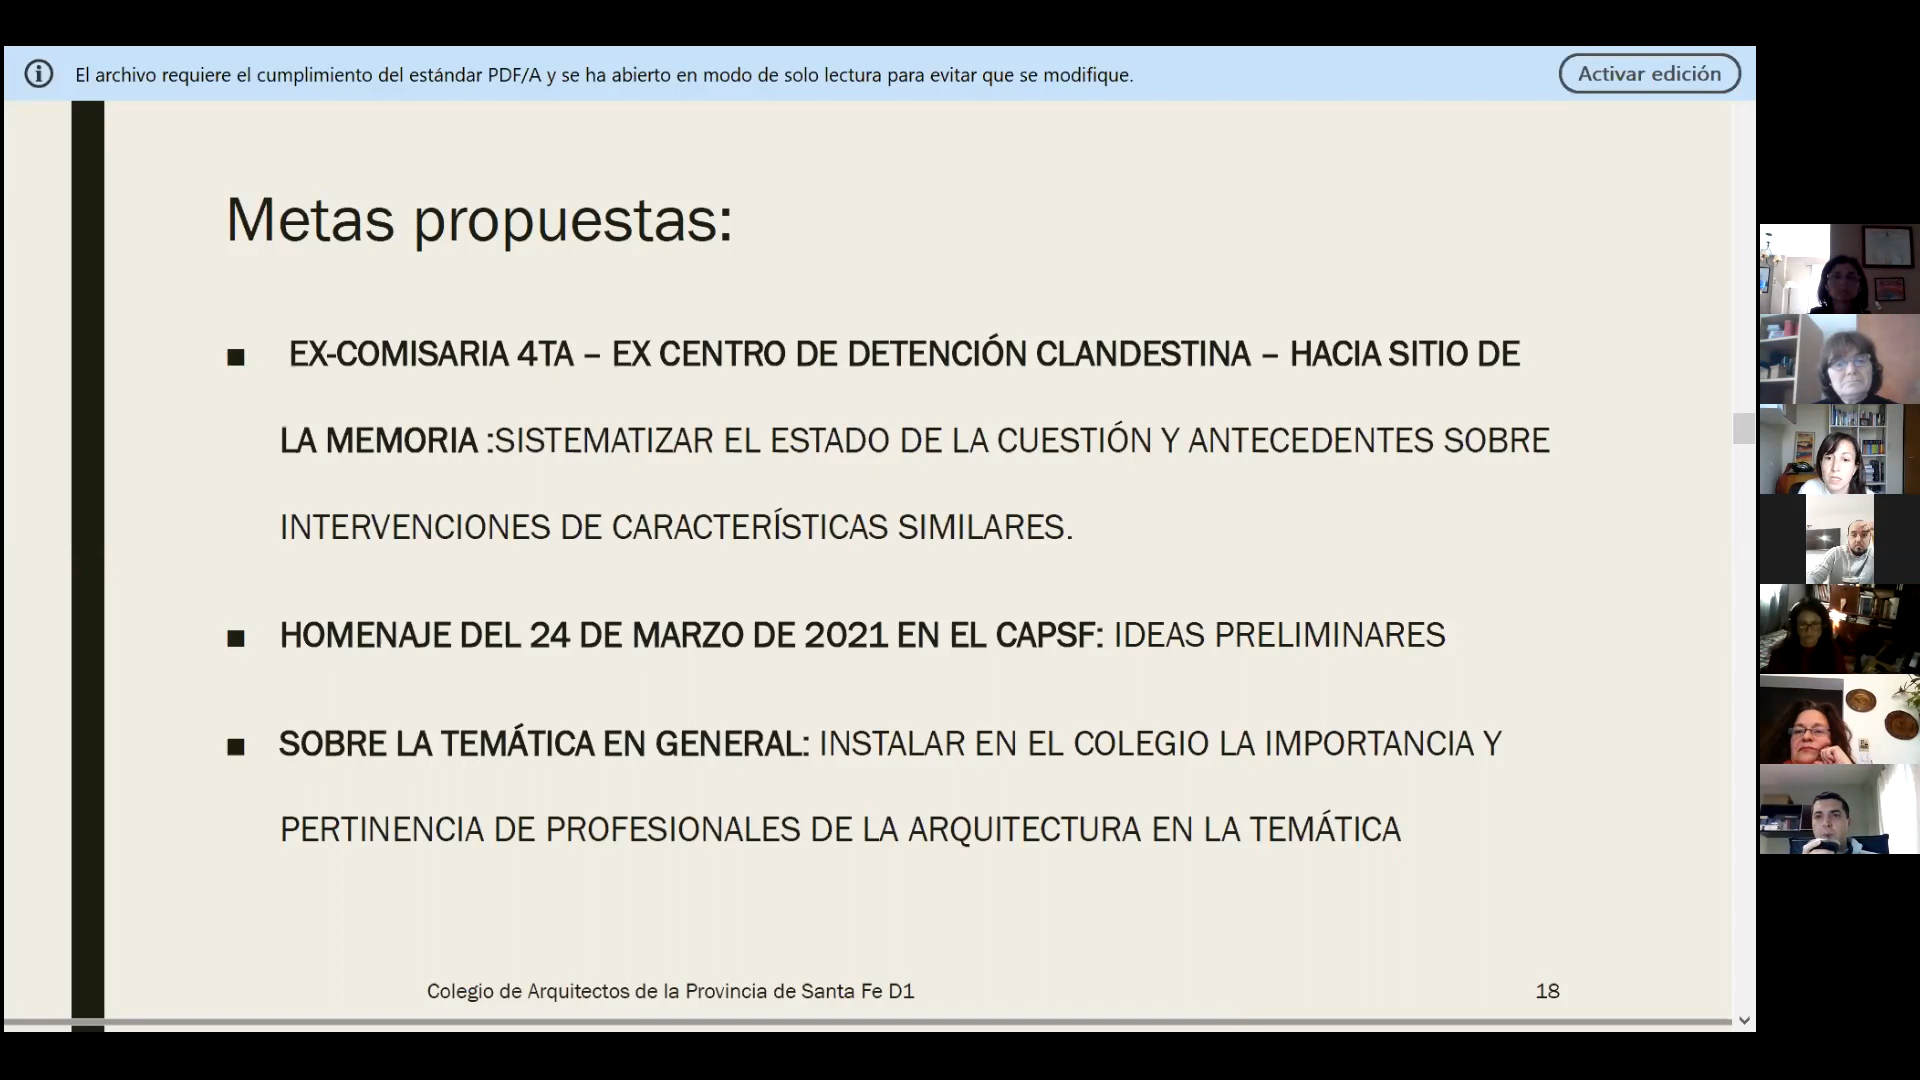 El archivo requiere el cumplimiento del estándar PDF/A y se ha abierto en modo de solo lectura para evitar que se modifique.
Activar edición
Metas propuestas:
■ EX-COMISARIA 4TA – EX CENTRO DE DETENCIÓN CLANDESTINA – HACIA SITIO DE
LA MEMORIA :SISTEMATIZAR EL ESTADO DE LA CUESTIÓN Y ANTECEDENTES SOBRE
INTERVENCIONES DE CARACTERÍSTICAS SIMILARES.
■ HOMENAJE DEL 24 DE MARZO DE 2021 EN EL CAPSF: IDEAS PRELIMINARES
■ SOBRE LA TEMÁTICA EN GENERAL: INSTALAR EN EL COLEGIO LA IMPORTANCIA Y
PERTINENCIA DE PROFESIONALES DE LA ARQUITECTURA EN LA TEMÁTICA
Colegio de Arquitectos de la Provincia de Santa Fe D1
18